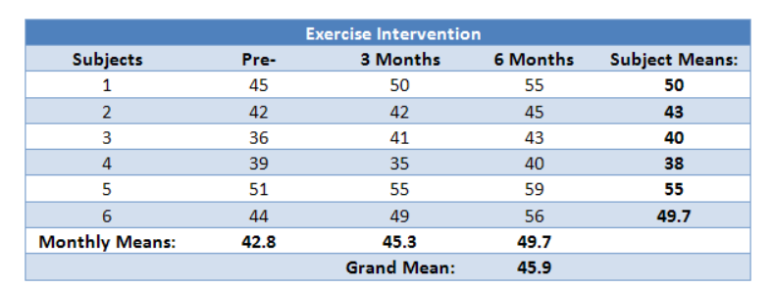 Exercise Intervention
Subjects Pre- 3 Months 6 Months Subject Means:
1 45 50 55 50
2 42 42 45 43
3 36 41 43 40
4 39 35 40 38
5 51 55 59 55
6 44 49 56 49.7
Monthly Means: 42.8 45.3 49.7
Grand Mean: 45.9